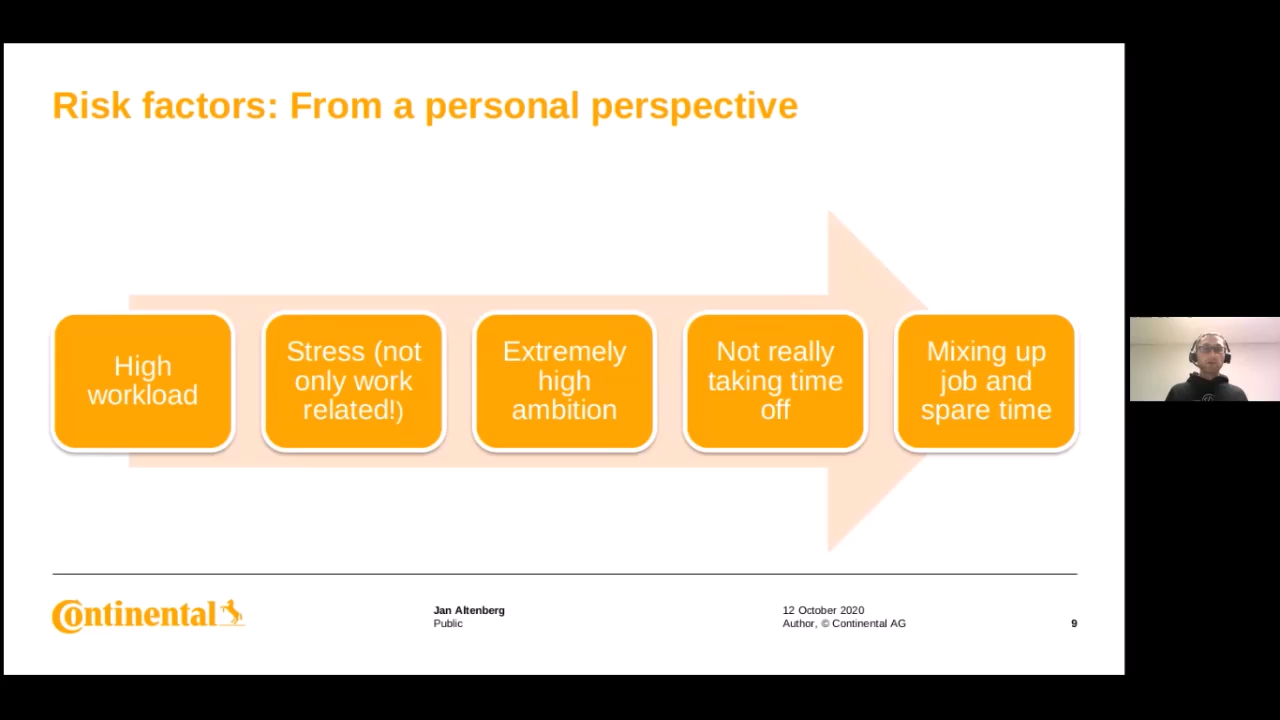 Risk factors: From a personal perspective
High
workload
Stress (not
only work
related!)
Extremely
high
ambition
Not really
taking time
off
Mixing up
job and
spare time
Continental
Jan Altenberg
Public
12 October 2020
Author, © Continental AG
9